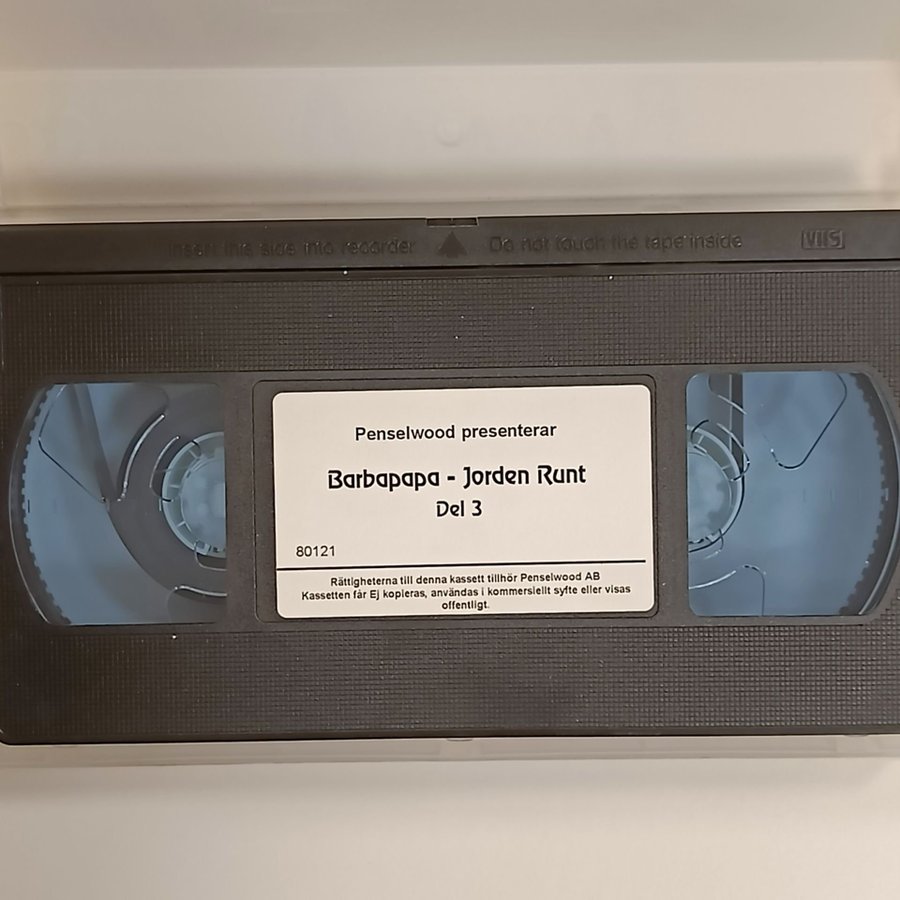 Insert this side into recorder Do not touch the tape inside VHS
Penselwood presenterar
Barbapapa - Jorden Runt
Del 3
80121
Rättigheterna till denna kassett tillhör Penselwood AB
Kassetten får Ej kopieras, användas i kommersiellt syfte eller visas
offentligt.